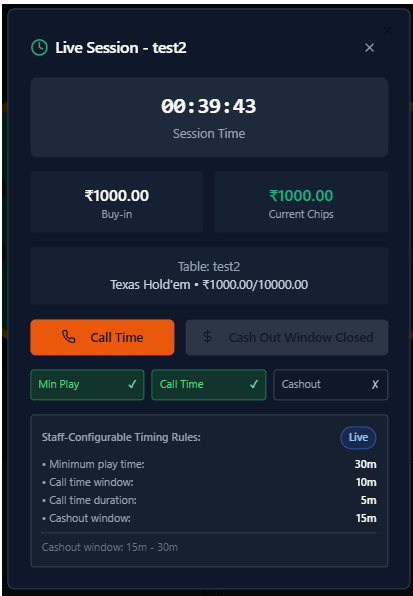 Live Session - test2
00:39:43
Session Time
₹1000.00
Buy-in
₹1000.00
Current Chips
Table: test2
Texas Hold'em • ₹1000.00/10000.00
Call Time
$ Cash Out Window Closed
Min Play ✓
Call Time ✓
Cashout ✗
Staff-Configurable Timing Rules: Live
• Minimum play time: 30m
• Call time window: 10m
• Call time duration: 5m
• Cashout window: 15m
Cashout window: 15m - 30m